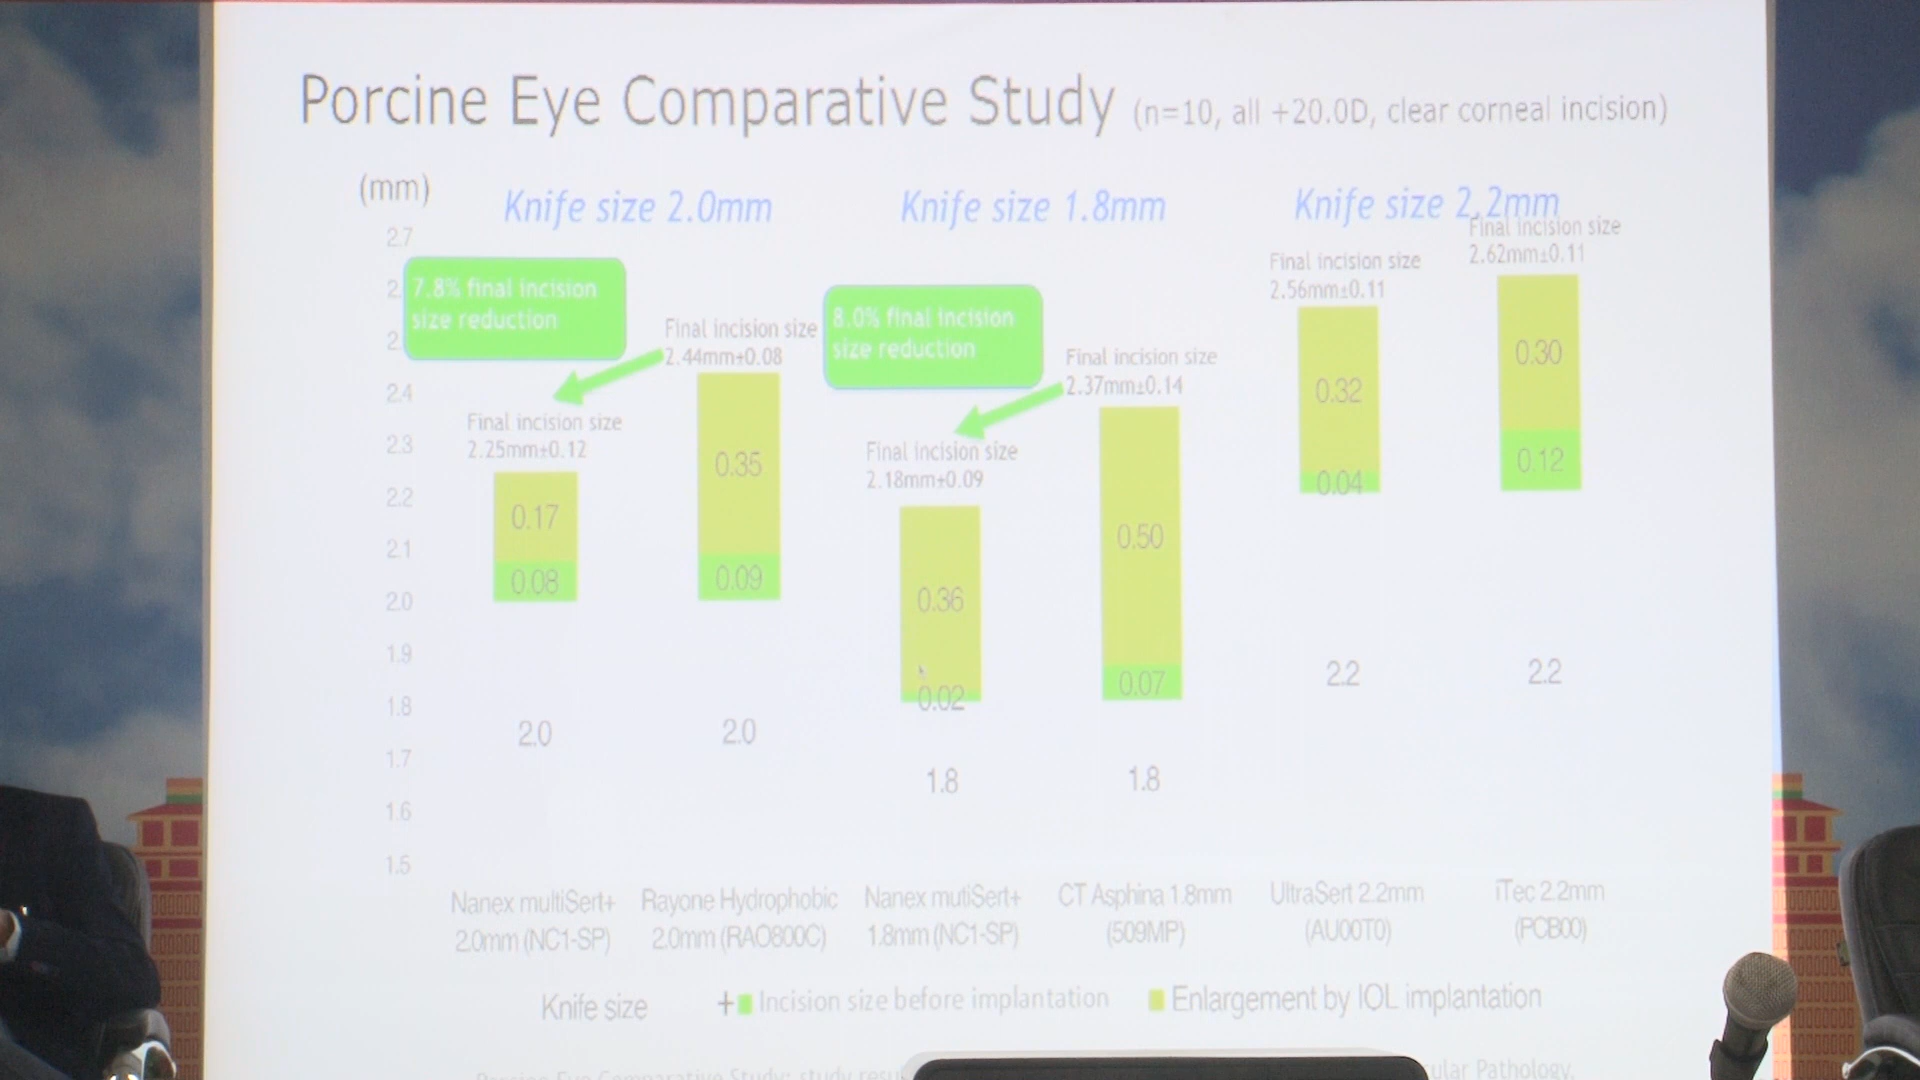 Porcine Eye Comparative Study (n=10, all +20.0D, clear corneal incision)
(mm)
Knife size 2.0mm
Knife size 1.8mm
Knife size 2.2mm
2.7
2.
2.
2.4
2.3
2.2
2.1
2.0
1.9
1.8
1.7
1.6
1.5
7.8% final incision
size reduction
Final incision size
2.25mm±0.12
0.17
0.08
2.0
Final incision size
2.44mm±0.08
0.35
0.09
2.0
8.0% final incision
size reduction
Final incision size
2.18mm±0.09
0.36
0.02
1.8
Final incision size
2.37mm±0.14
0.50
0.07
1.8
Final incision size
2.56mm±0.11
0.32
0.04
2.2
Final incision size
2.62mm±0.11
0.30
0.12
2.2
Nanex multiSert+
2.0mm (NC1-SP)
Rayone Hydrophobic
2.0mm (RAO800C)
Nanex mutiSert+
1.8mm (NC1-SP)
CT Asphina 1.8mm
(509MP)
UltraSert 2.2mm
(AU00T0)
iTec 2.2mm
(PCB00)
Knife size + Incision size before implantation Enlargement by IOL implantation
Porcine Eye Comparative Study: study Pathology.